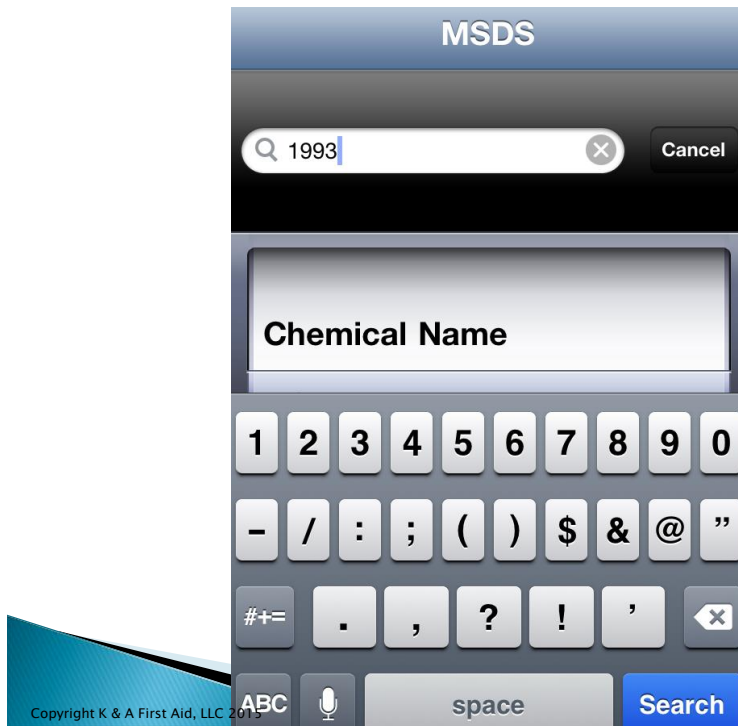 MSDS
1993
Cancel
Chemical Name
1 2 3 4 5 6 7 8 9 0
- / : ; ( ) $ & @ ”
#+= . , ? ! ’
ABC space Search
Copyright K & A First Aid, LLC 2015